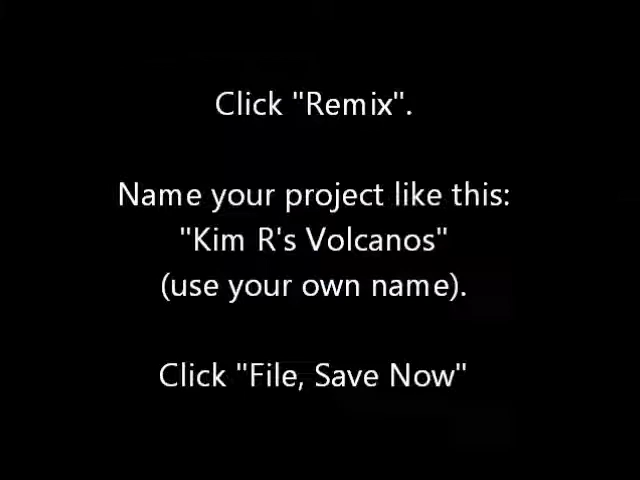 Click "Remix".
Name your project like this:
"Kim R's Volcanos"
(use your own name).
Click "File, Save Now"